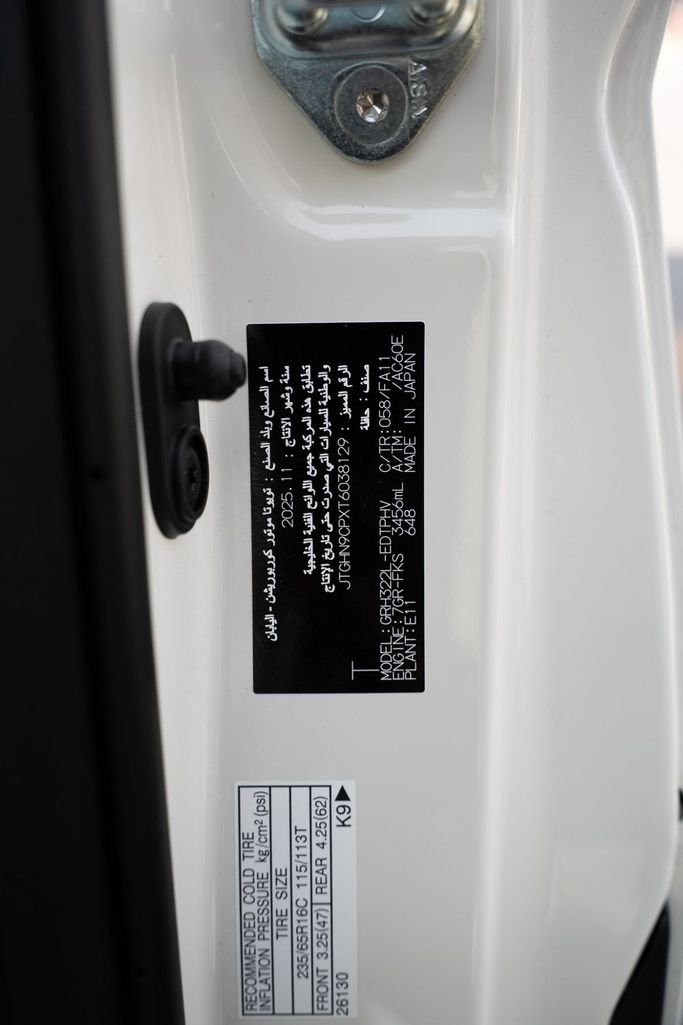 AISIN
اسم الصانع وبلد الصنع : تويوتا موتور كوربوريشن - اليابان
سنة وشهر الانتاج : 2025.11
تطابق هذه المركبة جميع اللوائح الفنية الخليجية
والوطنية للسيارات التي صدرت حتى تاريخ الإنتاج
الرقم المميز : JTGHN9CPXT6038129
صنف : حافلة
T
MODEL:GRH322L-EDTPHV C/TR:058/FA11
ENGINE:7GR-FKS 3456mL A/TM: /AC60E
PLANT:E11 648 MADE IN JAPAN
RECOMMENDED COLD TIRE
INFLATION PRESSURE kg/cm² (psi)
TIRE SIZE
235/65R16C 115/113T
FRONT 3.25(47) REAR 4.25(62)
26130 K9▶